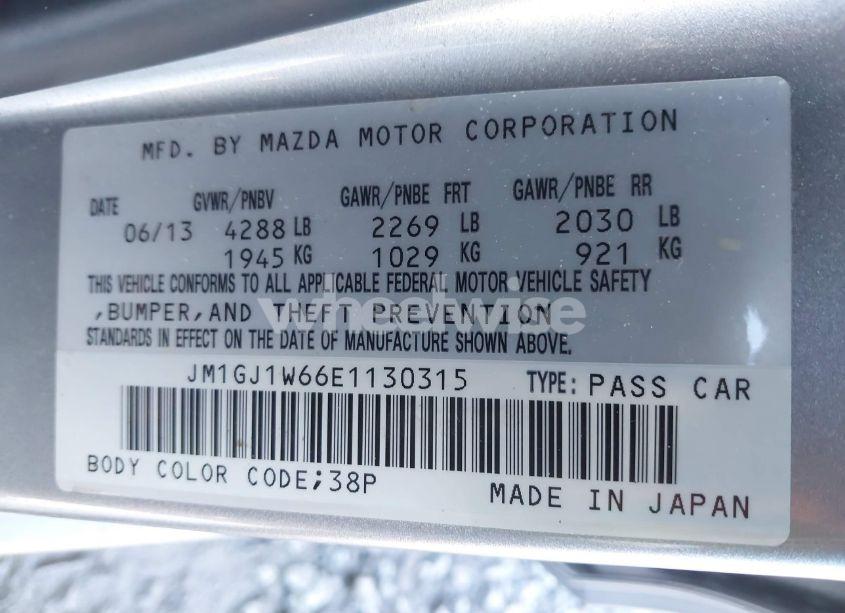 MFD. BY MAZDA MOTOR CORPORATION
DATE GVWR/PNBV GAWR/PNBE FRT GAWR/PNBE RR
06/13 4288 LB 2269 LB 2030 LB
1945 KG 1029 KG 921 KG
THIS VEHICLE CONFORMS TO ALL APPLICABLE FEDERAL MOTOR VEHICLE SAFETY
,BUMPER,AND THEFT PREVENTION
wheelwise
STANDARDS IN EFFECT ON THE DATE OF MANUFACTURE SHOWN ABOVE.
JM1GJ1W66E1130315 TYPE: PASS CAR
BODY COLOR CODE;38P MADE IN JAPAN